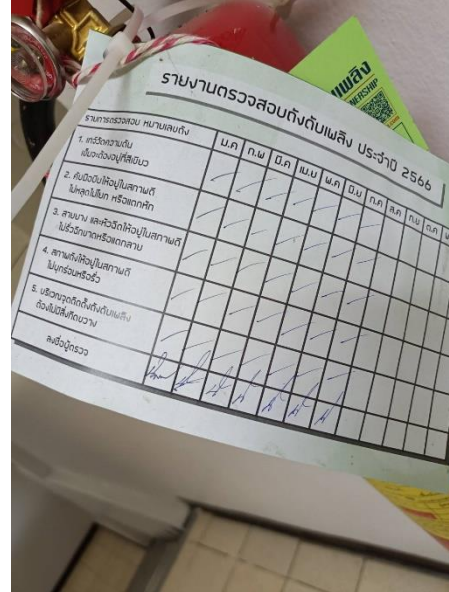 เพลิง
NERSHIP
รายงานตรวจสอบถังดับเพลิง ประจำปี 2566
รายการตรวจสอบ หมายเลขถัง
ม.ค ก.พ มี.ค เม.ย พ.ค มิ.ย ก.ค ส.ค ก.ย ต.ค พ
1. เกจ์วัดความดัน
เข็มจะต้องอยู่ที่สีเขียว
2. คันมือบีบให้อยู่ในสภาพดี
ไม่หลุดไม่โยก หรือแตกหัก
3. สายบาง และหัวฉีดให้อยู่ในสภาพดี
ไม่รั่วฉีกขาดหรือแตกลาย
4. สภาพถังให้อยู่ในสภาพดี
ไม่บุกร่อนหรือรั่ว
5. บริเวณจุดติดตั้งถังดับเพลิง
ต้องไม่มีสิ่งกีดขวาง
ลงชื่อผู้ตรวจ